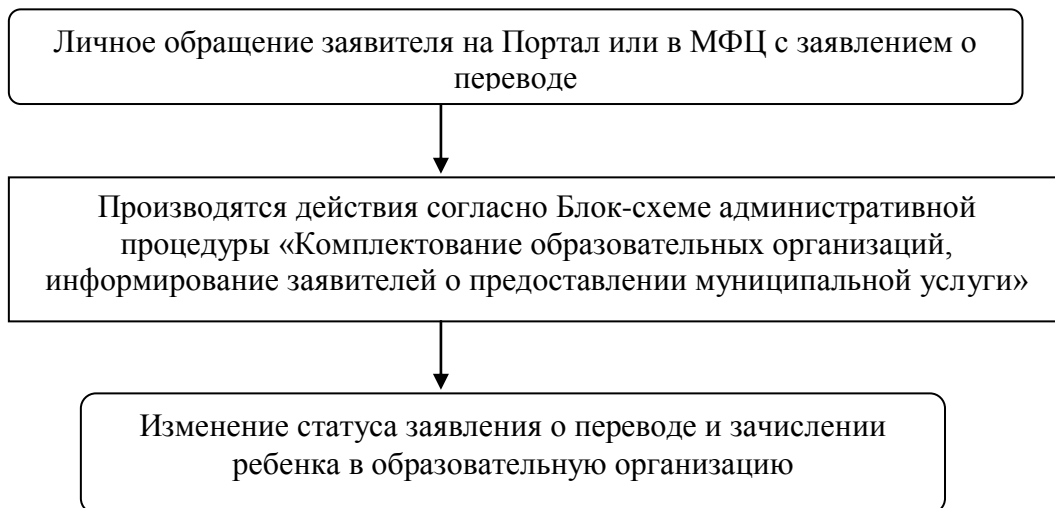 Личное обращение заявителя на Портал или в МФЦ с заявлением о
переводе
Производятся действия согласно Блок-схеме административной
процедуры «Комплектование образовательных организаций,
информирование заявителей о предоставлении муниципальной услуги»
Изменение статуса заявления о переводе и зачислении
ребенка в образовательную организацию